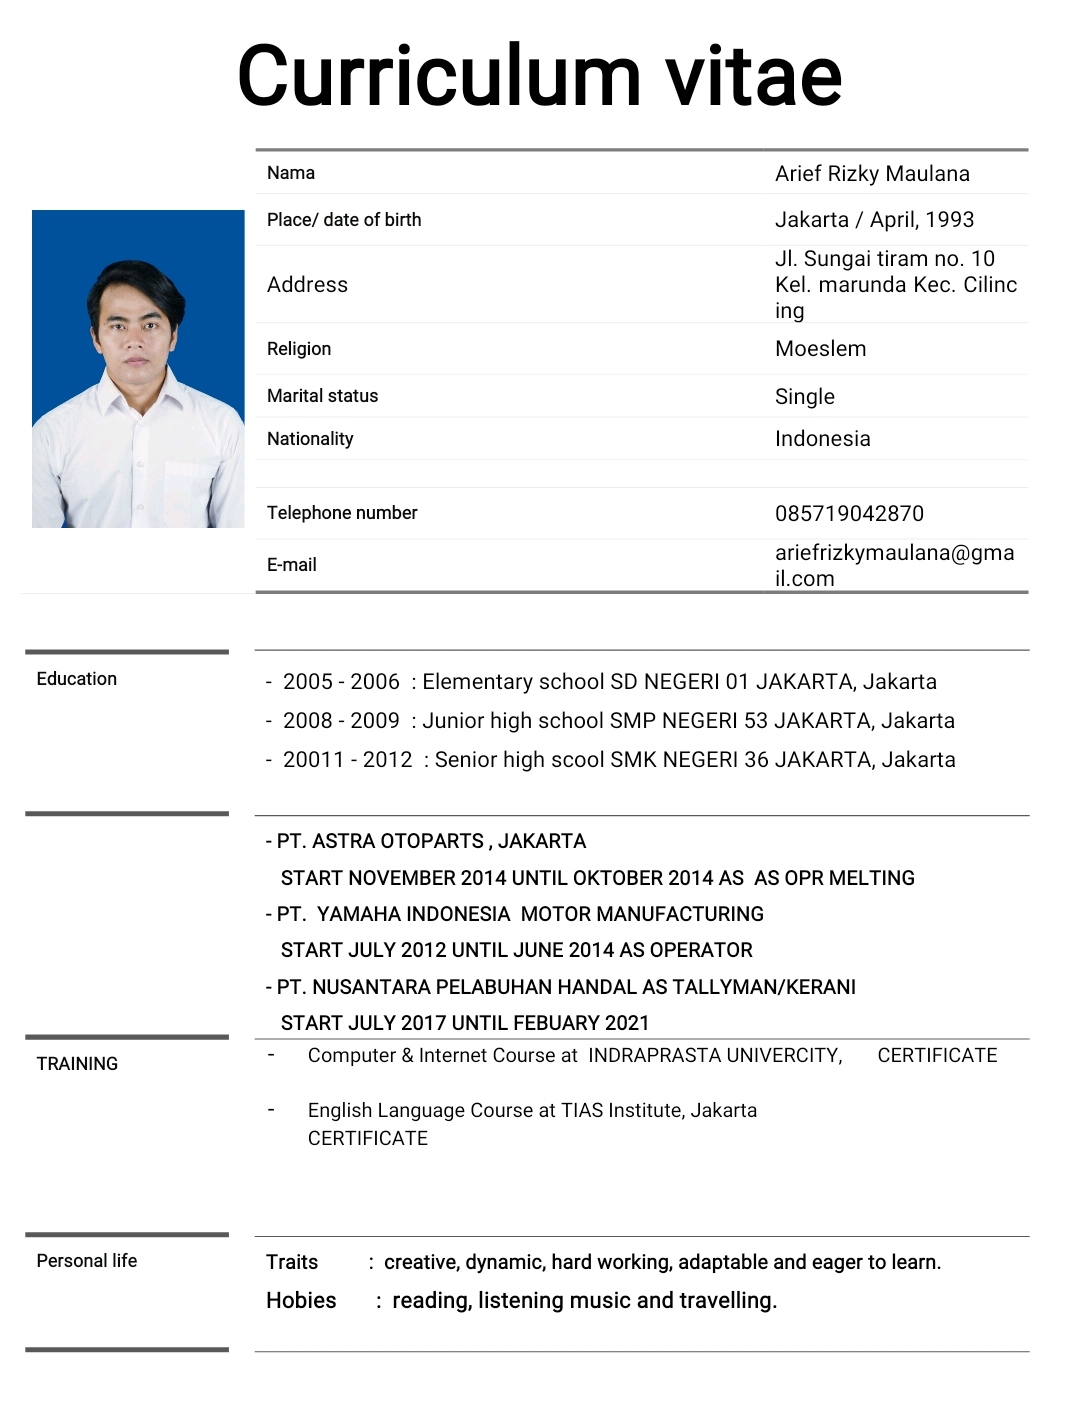 Curriculum vitae
Nama Arief Rizky Maulana
Place/ date of birth Jakarta / April, 1993
Address Jl. Sungai tiram no. 10
Kel. marunda Kec. Cilinc
ing
Religion Moeslem
Marital status Single
Nationality Indonesia
Telephone number 085719042870
E-mail ariefrizkymaulana@gma
il.com
Education
- 2005 - 2006 : Elementary school SD NEGERI 01 JAKARTA, Jakarta
- 2008 - 2009 : Junior high school SMP NEGERI 53 JAKARTA, Jakarta
- 20011 - 2012 : Senior high scool SMK NEGERI 36 JAKARTA, Jakarta
- PT. ASTRA OTOPARTS , JAKARTA
START NOVEMBER 2014 UNTIL OKTOBER 2014 AS AS OPR MELTING
- PT. YAMAHA INDONESIA MOTOR MANUFACTURING
START JULY 2012 UNTIL JUNE 2014 AS OPERATOR
- PT. NUSANTARA PELABUHAN HANDAL AS TALLYMAN/KERANI
START JULY 2017 UNTIL FEBUARY 2021
TRAINING
- Computer & Internet Course at INDRAPRASTA UNIVERCITY, CERTIFICATE
- English Language Course at TIAS Institute, Jakarta
CERTIFICATE
Personal life
Traits : creative, dynamic, hard working, adaptable and eager to learn.
Hobies : reading, listening music and travelling.